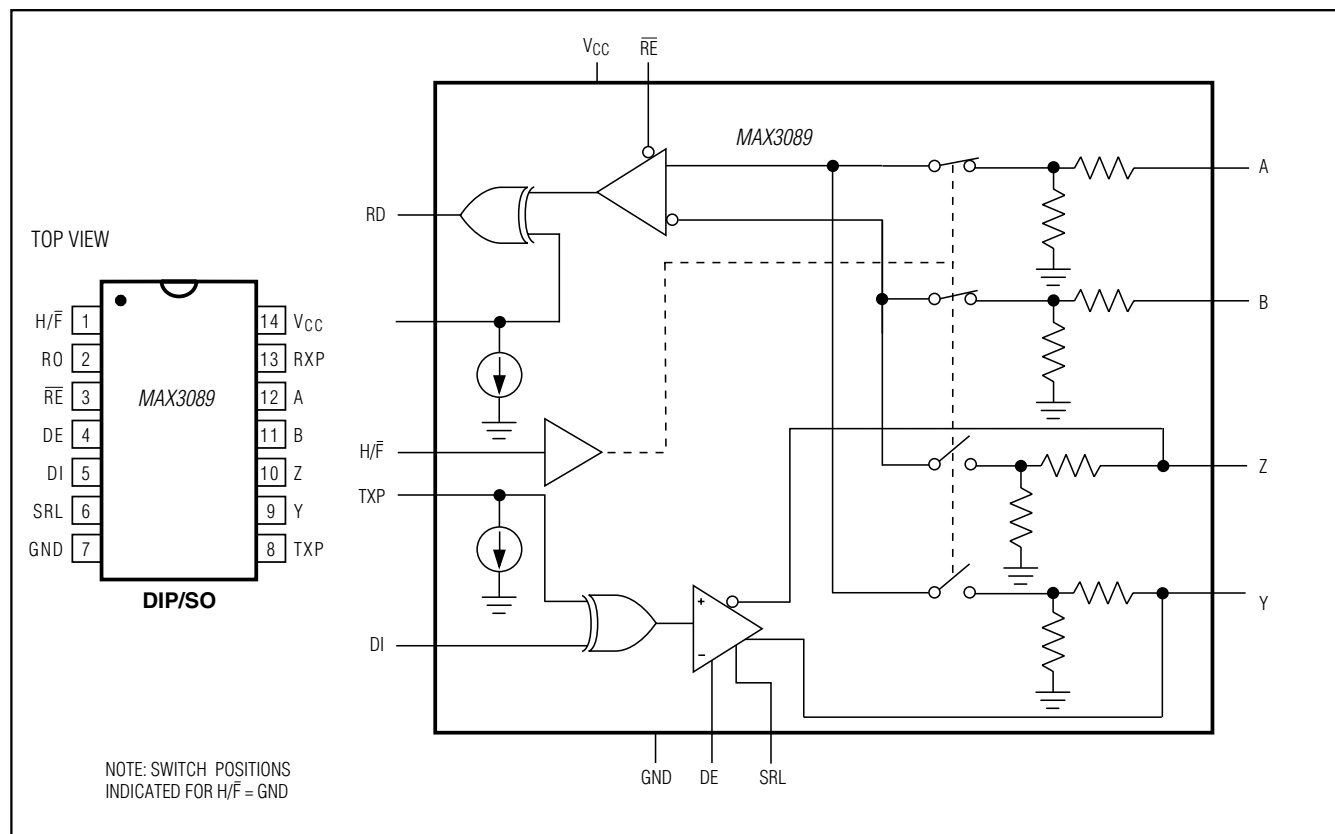 TOP VIEW
H/F̅ 1
RO 2
R̅E̅ 3
DE 4
DI 5
SRL 6
GND 7
MAX3089
14 VCC
13 RXP
12 A
11 B
10 Z
9 Y
8 TXP
DIP/SO
NOTE: SWITCH POSITIONS
INDICATED FOR H/F̅ = GND
VCC R̅E̅
MAX3089
A
RD
B
H/F̅
Z
TXP
+
Y
DI
−
GND DE SRL